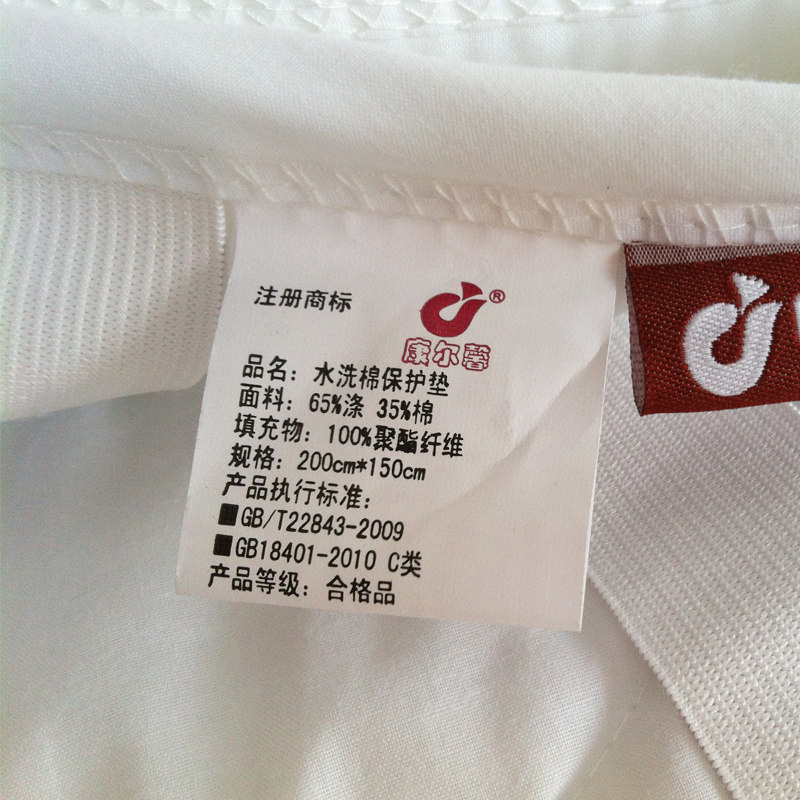 注册商标
®
康尔馨
品名：水洗棉保护垫
面料：65%涤 35%棉
填充物：100%聚酯纤维
规格：200cm*150cm
产品执行标准：
■GB/T22843-2009
■GB18401-2010 C类
产品等级：合格品